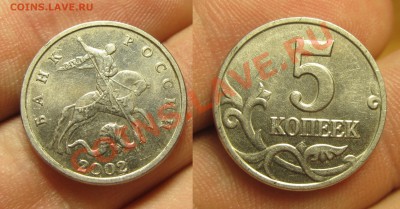 COINS.LAVE.RU
БАНК РОССИИ
2002
5
КОПЕЕК
COINS.LAVE.RU